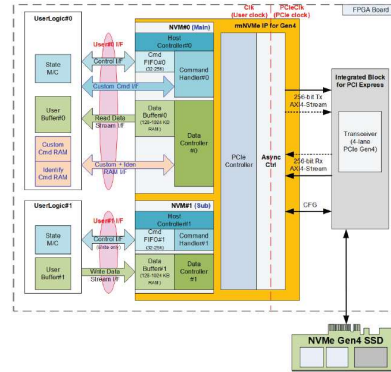 FPGA Board
Clk
(User clock)
PCIeClk
(PCIe clock)
UserLogic#0
User#0 I/F
NVM#0 (Main)
rmNVMe IP for Gen4
Host
Controller#0
State
M/C
Control I/F
Cmd
FIFO#0
(32-256)
Command
Handler#0
Custom Cmd I/F
User
Buffer#0
Read Data
Stream I/F
Data
Buffer#0
(128-1024 KB
RAM)
Data
Controller
#0
Custom
Cmd RAM
Identify
Cmd RAM
Custom + Iden
RAM I/F
PCIe
Controller
Async
Ctrl
256-bit Tx
AXI4-Stream
256-bit Rx
AXI4-Stream
CFG
Integrated Block
for PCI Express
Transceiver
(4-lane
PCIe Gen4)
UserLogic#1
User#1 I/F
NVM#1 (Sub)
Host
Controller#1
State
M/C
Control I/F
Cmd
FIFO#1
(32-256)
Command
Handler#1
User
Buffer#1
Write Data
Stream I/F
Data
Buffer#1
(128-1024 KB
RAM)
Data
Controller
#1
NVMe Gen4 SSD